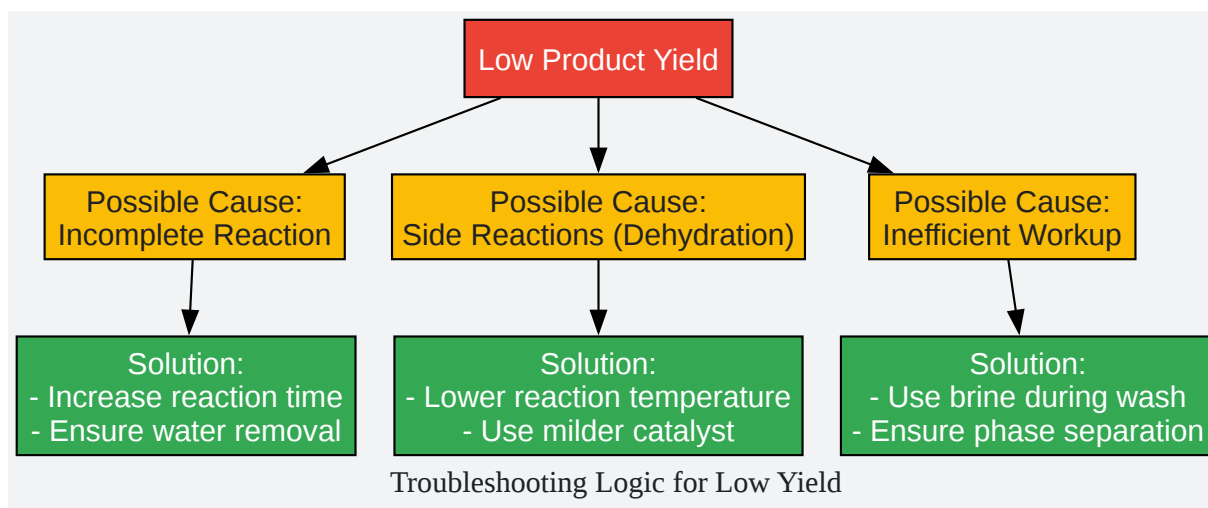 Low Product Yield
Possible Cause:
Incomplete Reaction
Possible Cause:
Side Reactions (Dehydration)
Possible Cause:
Inefficient Workup
Solution:
- Increase reaction time
- Ensure water removal
Solution:
- Lower reaction temperature
- Use milder catalyst
Solution:
- Use brine during wash
- Ensure phase separation
Troubleshooting Logic for Low Yield